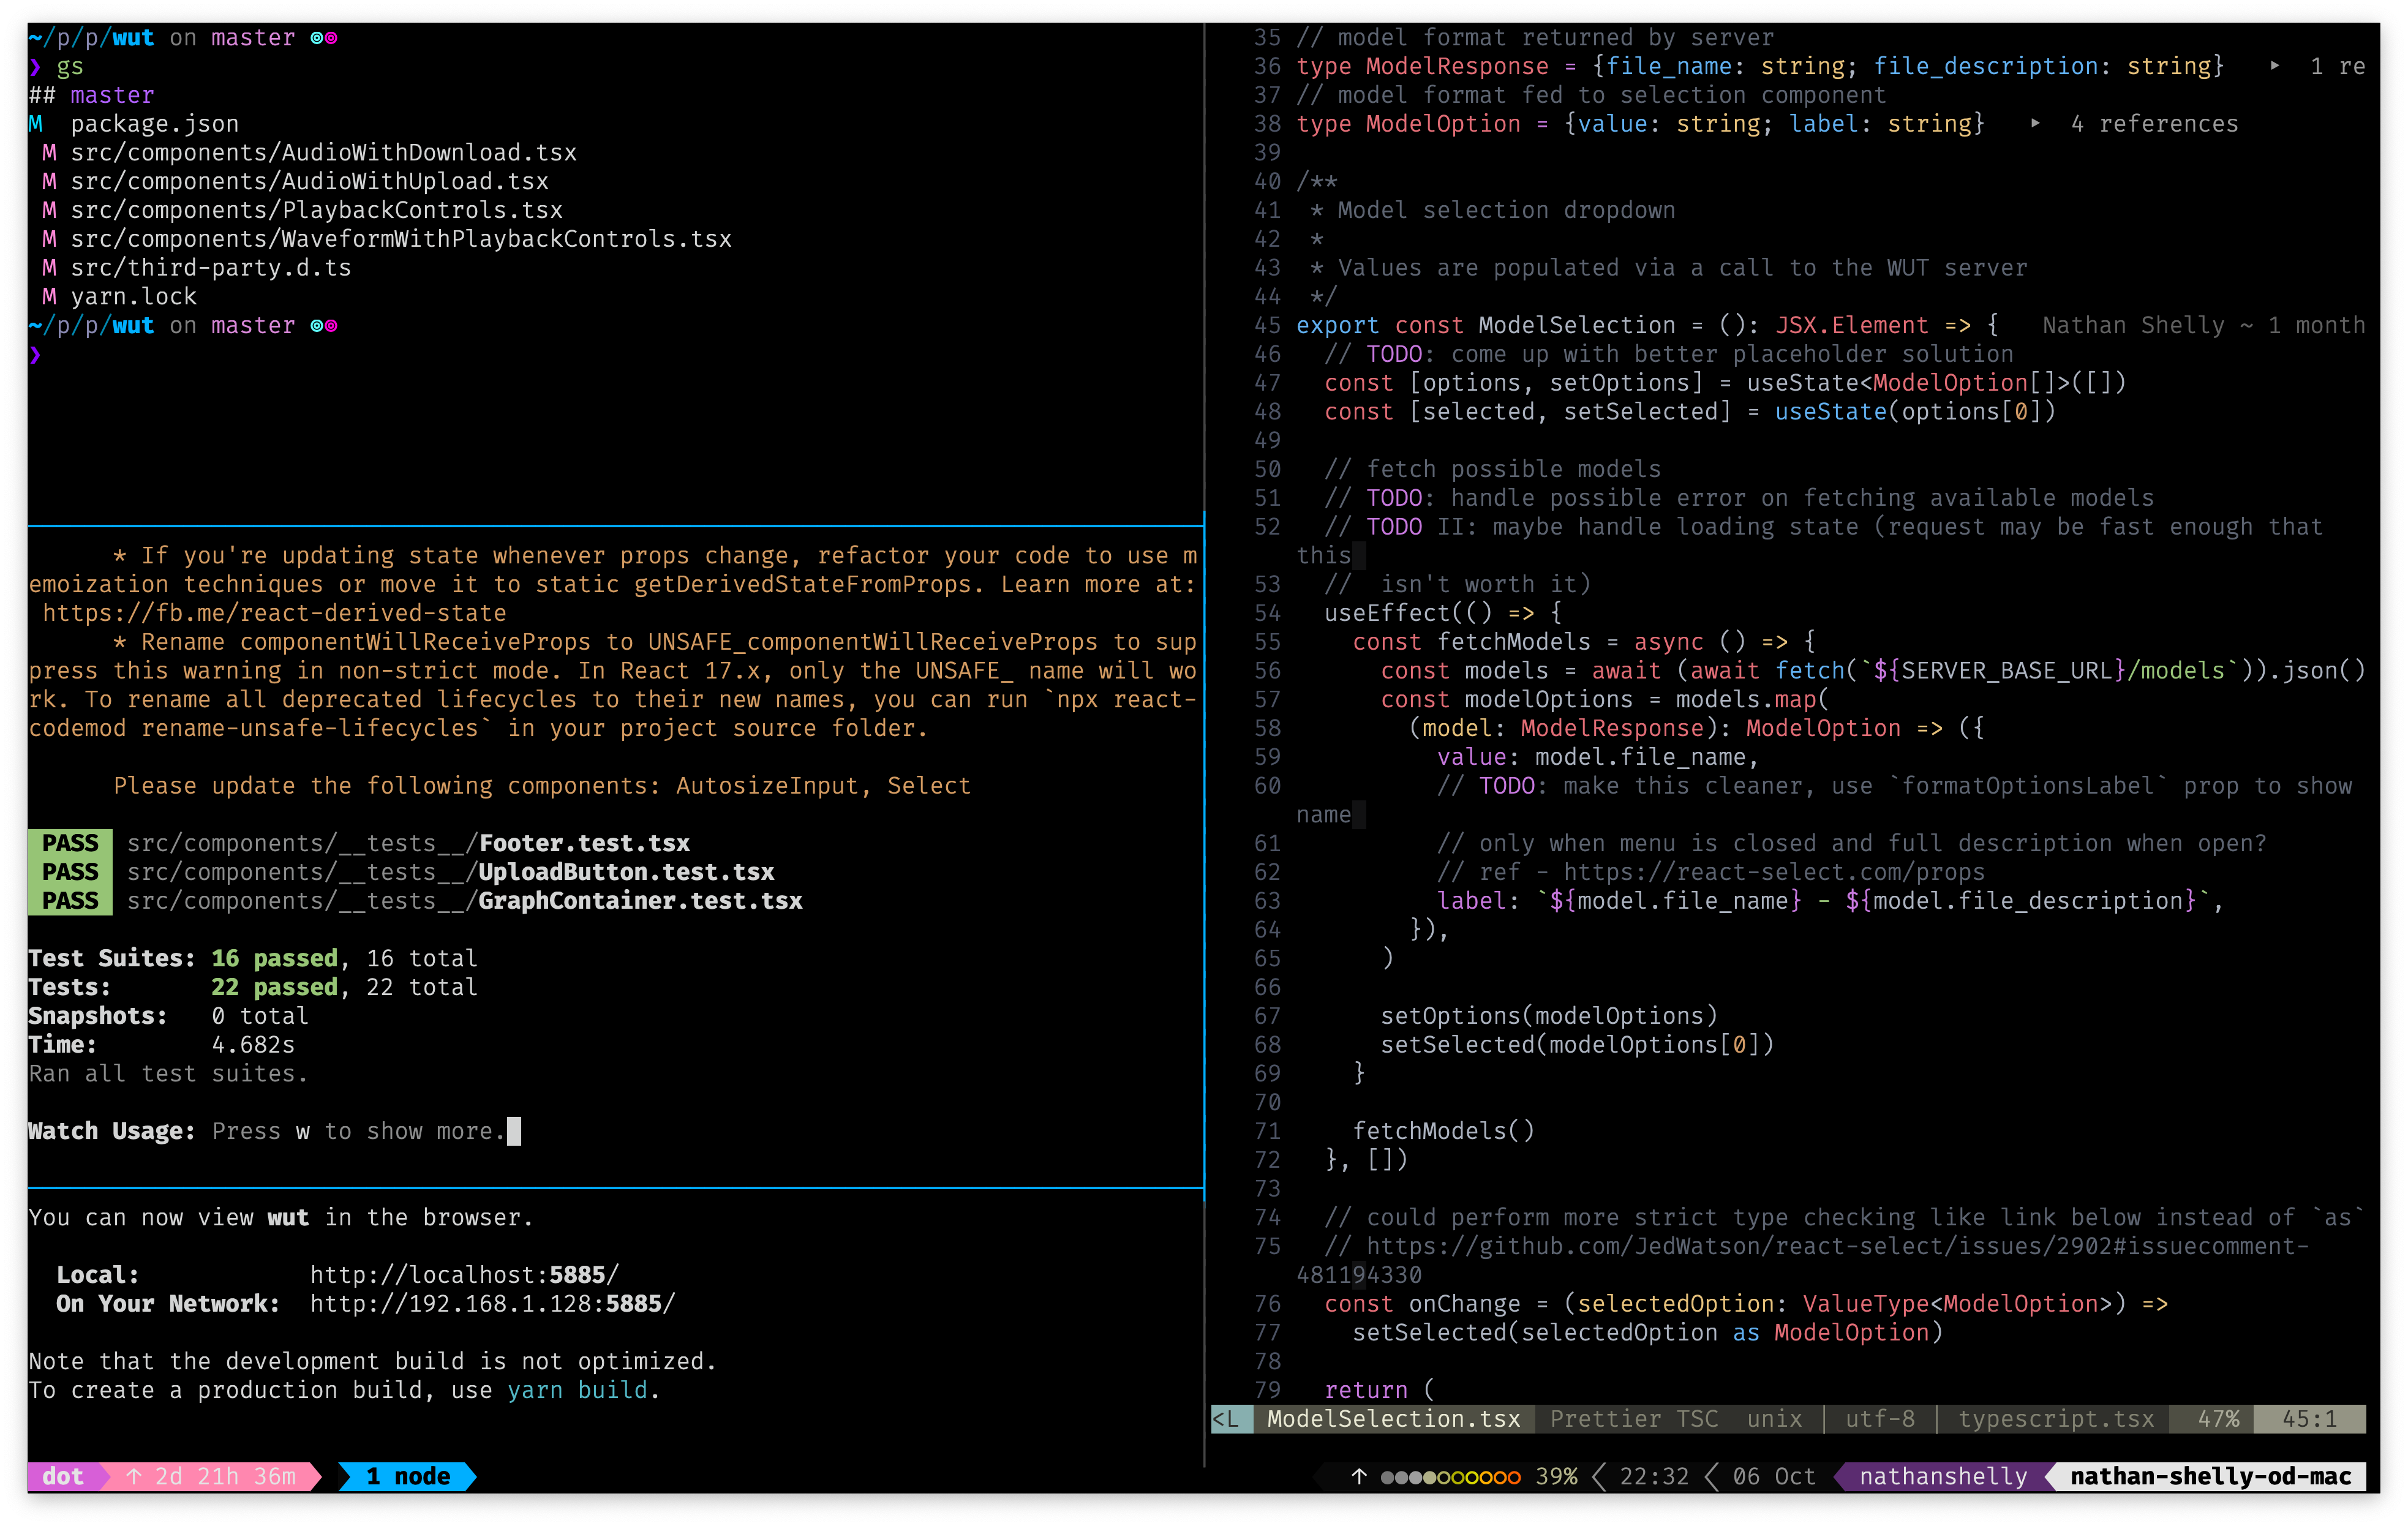 ~/p/p/wut on master ⊚⊚
❯ gs
## master
M  package.json
 M src/components/AudioWithDownload.tsx
 M src/components/AudioWithUpload.tsx
 M src/components/PlaybackControls.tsx
 M src/components/WaveformWithPlaybackControls.tsx
 M src/third-party.d.ts
 M yarn.lock
~/p/p/wut on master ⊚⊚
❯
      * If you're updating state whenever props change, refactor your code to use m
emoization techniques or move it to static getDerivedStateFromProps. Learn more at:
 https://fb.me/react-derived-state
      * Rename componentWillReceiveProps to UNSAFE_componentWillReceiveProps to sup
press this warning in non-strict mode. In React 17.x, only the UNSAFE_ name will wo
rk. To rename all deprecated lifecycles to their new names, you can run `npx react-
codemod rename-unsafe-lifecycles` in your project source folder.
      Please update the following components: AutosizeInput, Select
PASS src/components/__tests__/Footer.test.tsx
PASS src/components/__tests__/UploadButton.test.tsx
PASS src/components/__tests__/GraphContainer.test.tsx
Test Suites: 16 passed, 16 total
Tests:       22 passed, 22 total
Snapshots:   0 total
Time:        4.682s
Ran all test suites.
Watch Usage: Press w to show more.
You can now view wut in the browser.
  Local:            http://localhost:5885/
  On Your Network:  http://192.168.1.128:5885/
Note that the development build is not optimized.
To create a production build, use yarn build.
35 // model format returned by server
36 type ModelResponse = {file_name: string; file_description: string}   ‣  1 re
37 // model format fed to selection component
38 type ModelOption = {value: string; label: string}   ‣  4 references
39
40 /**
41  * Model selection dropdown
42  *
43  * Values are populated via a call to the WUT server
44  */
45 export const ModelSelection = (): JSX.Element => {   Nathan Shelly ~ 1 month
46   // TODO: come up with better placeholder solution
47   const [options, setOptions] = useState<ModelOption[]>([])
48   const [selected, setSelected] = useState(options[0])
49
50   // fetch possible models
51   // TODO: handle possible error on fetching available models
52   // TODO II: maybe handle loading state (request may be fast enough that
this
53   //  isn't worth it)
54   useEffect(() => {
55     const fetchModels = async () => {
56       const models = await (await fetch(`${SERVER_BASE_URL}/models`)).json()
57       const modelOptions = models.map(
58         (model: ModelResponse): ModelOption => ({
59           value: model.file_name,
60           // TODO: make this cleaner, use `formatOptionsLabel` prop to show
name
61           // only when menu is closed and full description when open?
62           // ref - https://react-select.com/props
63           label: `${model.file_name} - ${model.file_description}`,
64         }),
65       )
66
67       setOptions(modelOptions)
68       setSelected(modelOptions[0])
69     }
70
71     fetchModels()
72   }, [])
73
74   // could perform more strict type checking like link below instead of `as`
75   // https://github.com/JedWatson/react-select/issues/2902#issuecomment-
481194330
76   const onChange = (selectedOption: ValueType<ModelOption>) =>
77     setSelected(selectedOption as ModelOption)
78
79   return (
<L  ModelSelection.tsx  Prettier TSC  unix | utf-8 | typescript.tsx  47%  45:1
dot  ↑ 2d 21h 36m  1 node  ↑ ●●●●○○○○○○ 39% < 22:32 < 06 Oct  nathanshelly  nathan-shelly-od-mac